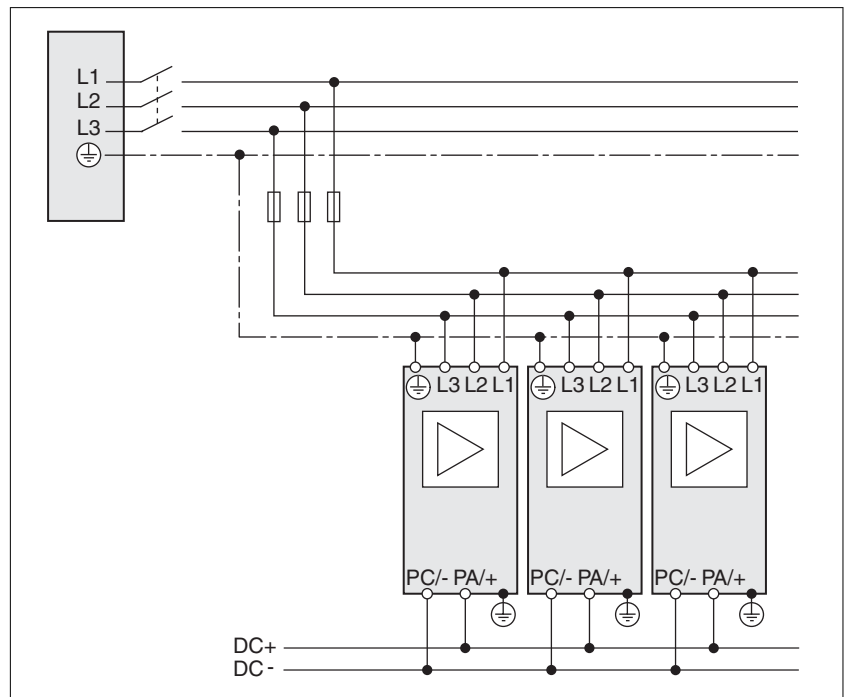 L1
L2
L3
L3 L2 L1 L3 L2 L1 L3 L2 L1
PC/- PA/+ PC/- PA/+ PC/- PA/+
DC+
DC-